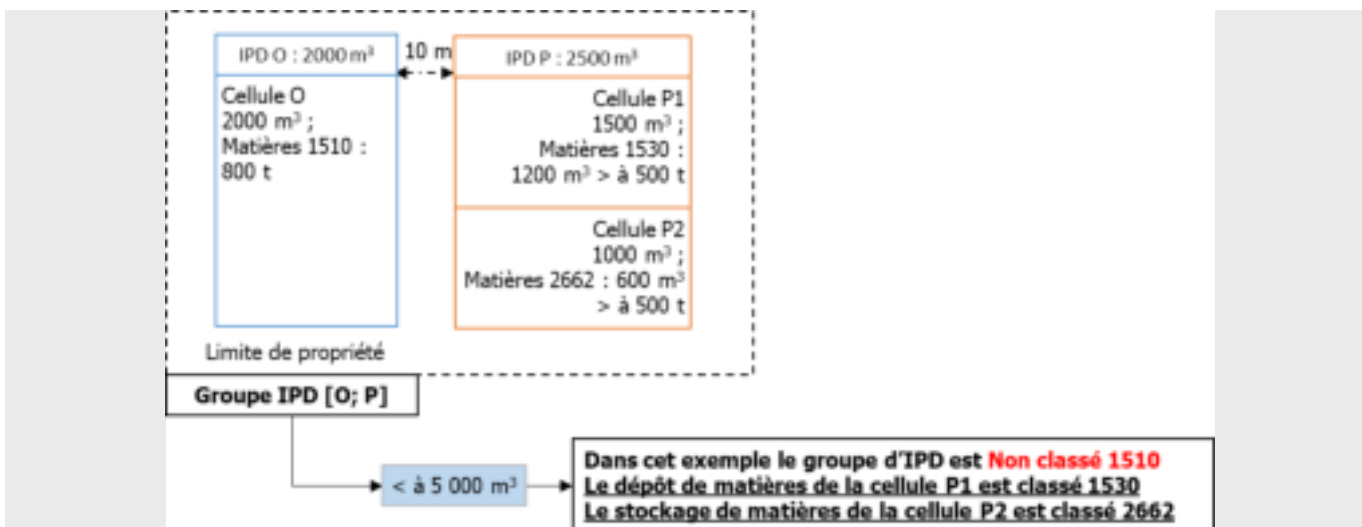 IPD O : 2000 m³
10 m
IPD P : 2500 m³
Cellule O
2000 m³ ;
Matières 1510 :
800 t
Cellule P1
1500 m³ ;
Matières 1530 :
1200 m³ > à 500 t
Cellule P2
1000 m³ ;
Matières 2662 : 600 m³
> à 500 t
Limite de propriété
Groupe IPD [O; P]
< à 5 000 m³
Dans cet exemple le groupe d'IPD est Non classé 1510
Le dépôt de matières de la cellule P1 est classé 1530
Le stockage de matières de la cellule P2 est classé 2662